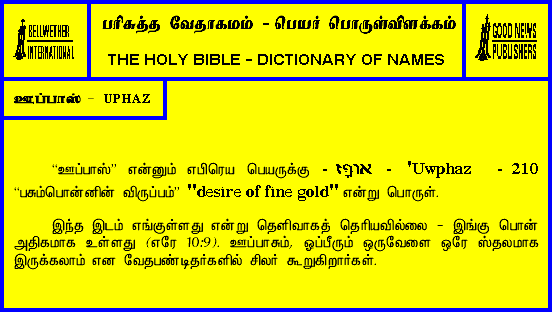 BELLWETHER
INTERNATIONAL
பரிசுத்த வேதாகமம் - பெயர் பொருள்விளக்கம்
THE HOLY BIBLE – DICTIONARY OF NAMES
GOOD NEWS
PUBLISHERS
ஊப்பாஸ் – UPHAZ
“ஊப்பாஸ்” என்னும் எபிரெய பெயருக்கு - אופז - 'Uwphaz - 210
“பசும்பொன்னின் விருப்பம்” "desire of fine gold" என்று பொருள்.
இந்த இடம் எங்குள்ளது என்று தெளிவாகத் தெரியவில்லை – இங்கு பொன்
அதிகமாக உள்ளது (எரே 10:9). ஊப்பாசும், ஓப்பீரும் ஒருவேளை ஒரே ஸ்தலமாக
இருக்கலாம் என வேதபண்டிதர்களில் சிலர் கூறுகிறார்கள்.